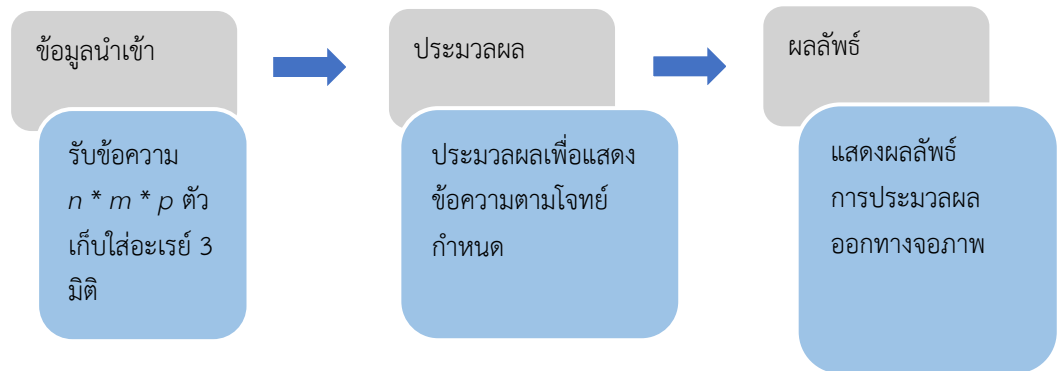 ข้อมูลนำเข้า
รับข้อความ
n * m * p ตัว
เก็บใส่อะเรย์ 3
มิติ
ประมวลผล
ประมวลผลเพื่อแสดง
ข้อความตามโจทย์
กำหนด
ผลลัพธ์
แสดงผลลัพธ์
การประมวลผล
ออกทางจอภาพ